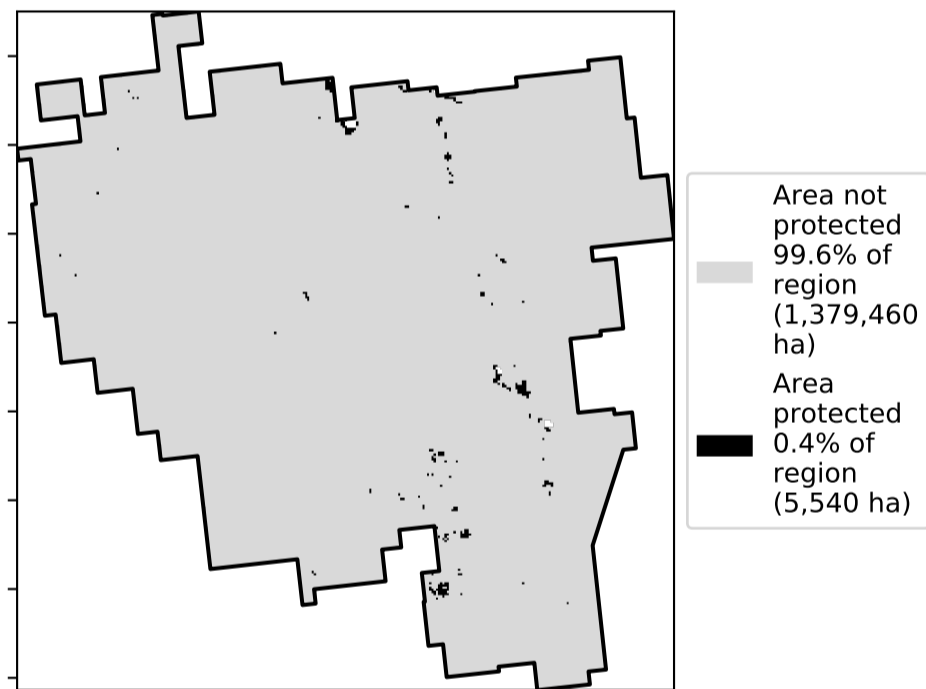 Area not
protected
99.6% of
region
(1,379,460
ha)
Area
protected
0.4% of
region
(5,540 ha)